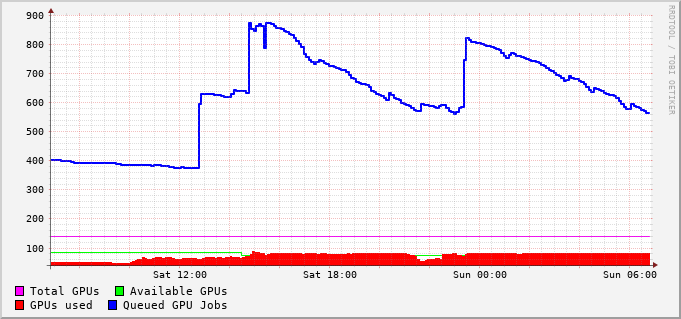 900
800
700
600
500
400
300
200
100
Sat 12:00 Sat 18:00 Sun 00:00 Sun 06:00
Total GPUs Available GPUs
GPUs used Queued GPU Jobs
RRDTOOL / TOBI OETIKER